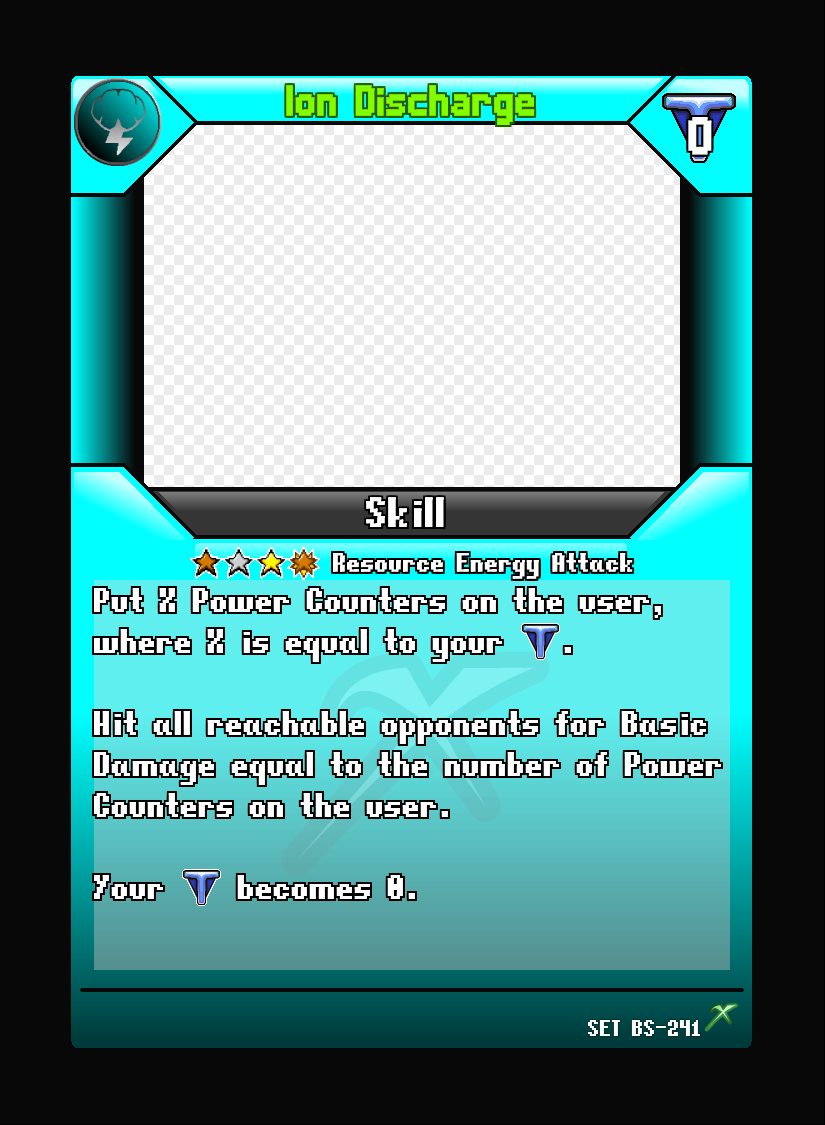 Ion Discharge
0
Skill
Resource Energy Attack
Put X Power Counters on the user,
where X is equal to your T.
Hit all reachable opponents for Basic
Damage equal to the number of Power
Counters on the user.
Your T becomes 0.
SET BS-241